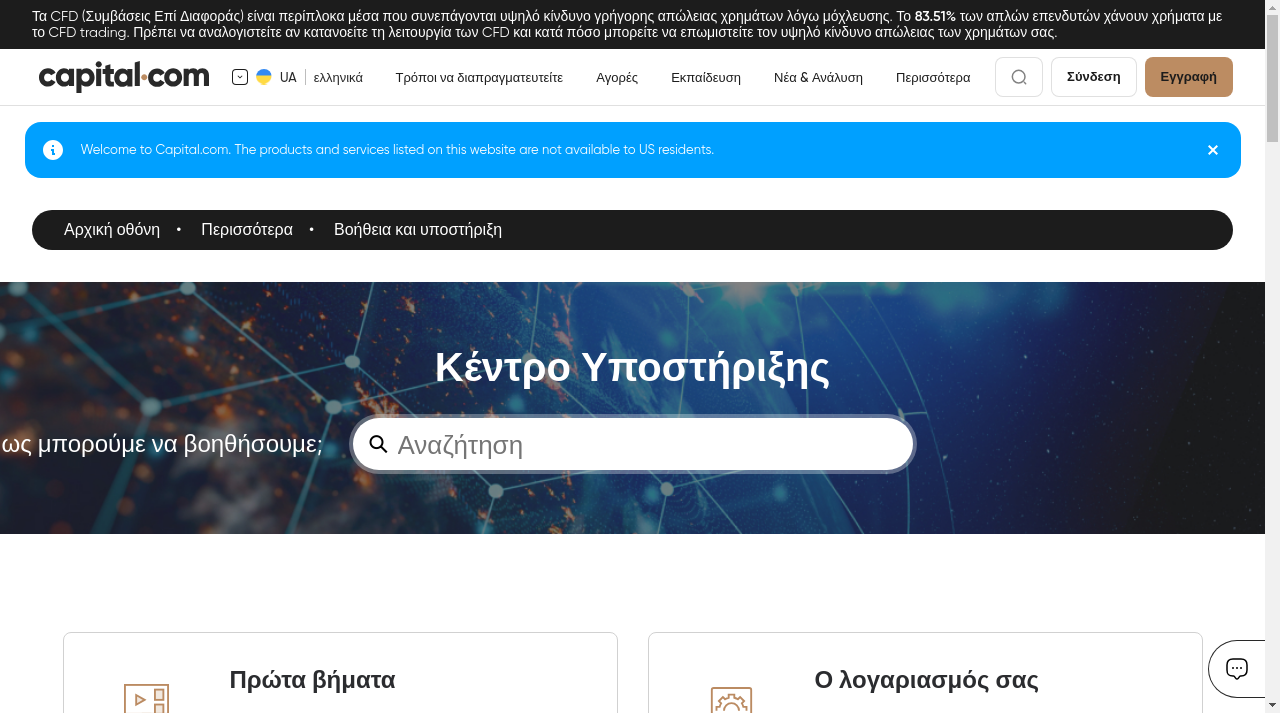 Τα CFD (Συμβάσεις Επί Διαφοράς) είναι περίπλοκα μέσα που συνεπάγονται υψηλό κίνδυνο γρήγορης απώλειας χρημάτων λόγω μόχλευσης. Το 83.51% των απλών επενδυτών χάνουν χρήματα με
το CFD trading. Πρέπει να αναλογιστείτε αν κατανοείτε τη λειτουργία των CFD και κατά πόσο μπορείτε να επωμιστείτε τον υψηλό κίνδυνο απώλειας των χρημάτων σας.
capital.com UA ελληνικά Τρόποι να διαπραγματευτείτε Αγορές Εκπαίδευση Νέα & Ανάλυση Περισσότερα Σύνδεση Εγγραφή
Welcome to Capital.com. The products and services listed on this website are not available to US residents.
Αρχική οθόνη • Περισσότερα • Βοήθεια και υποστήριξη
Κέντρο Υποστήριξης
ως μπορούμε να βοηθήσουμε; Αναζήτηση
Πρώτα βήματα Ο λογαριασμός σας